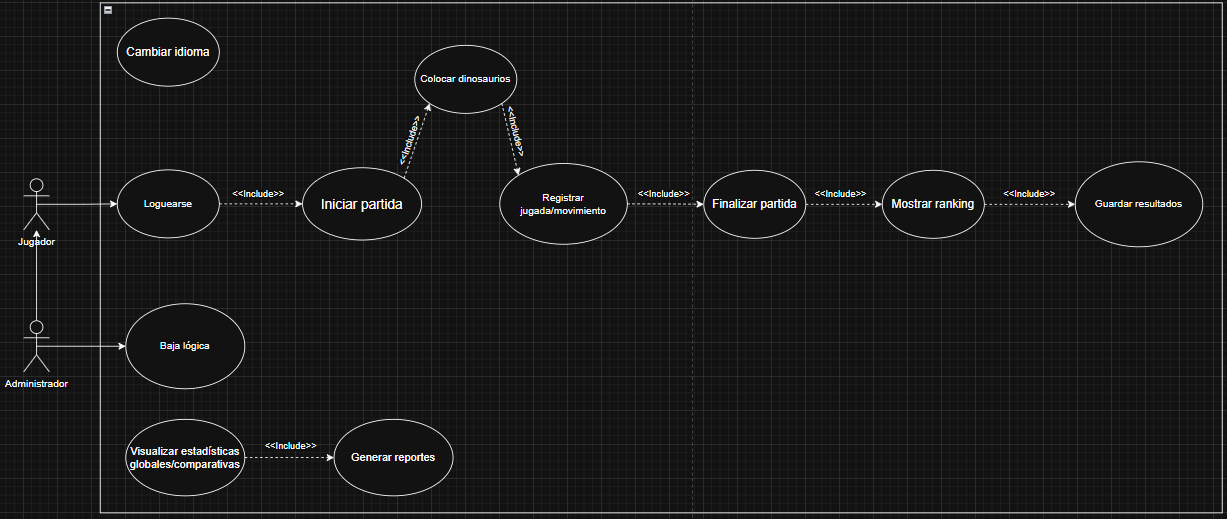 Cambiar idioma
Colocar dinosaurios
<<Include>>
<<Include>>
Jugador
Loguearse
<<Include>>
Iniciar partida
Registrar
jugada/movimiento
<<Include>>
Finalizar partida
<<Include>>
Mostrar ranking
<<Include>>
Guardar resultados
Administrador
Baja lógica
Visualizar estadísticas
globales/comparativas
<<Include>>
Generar reportes